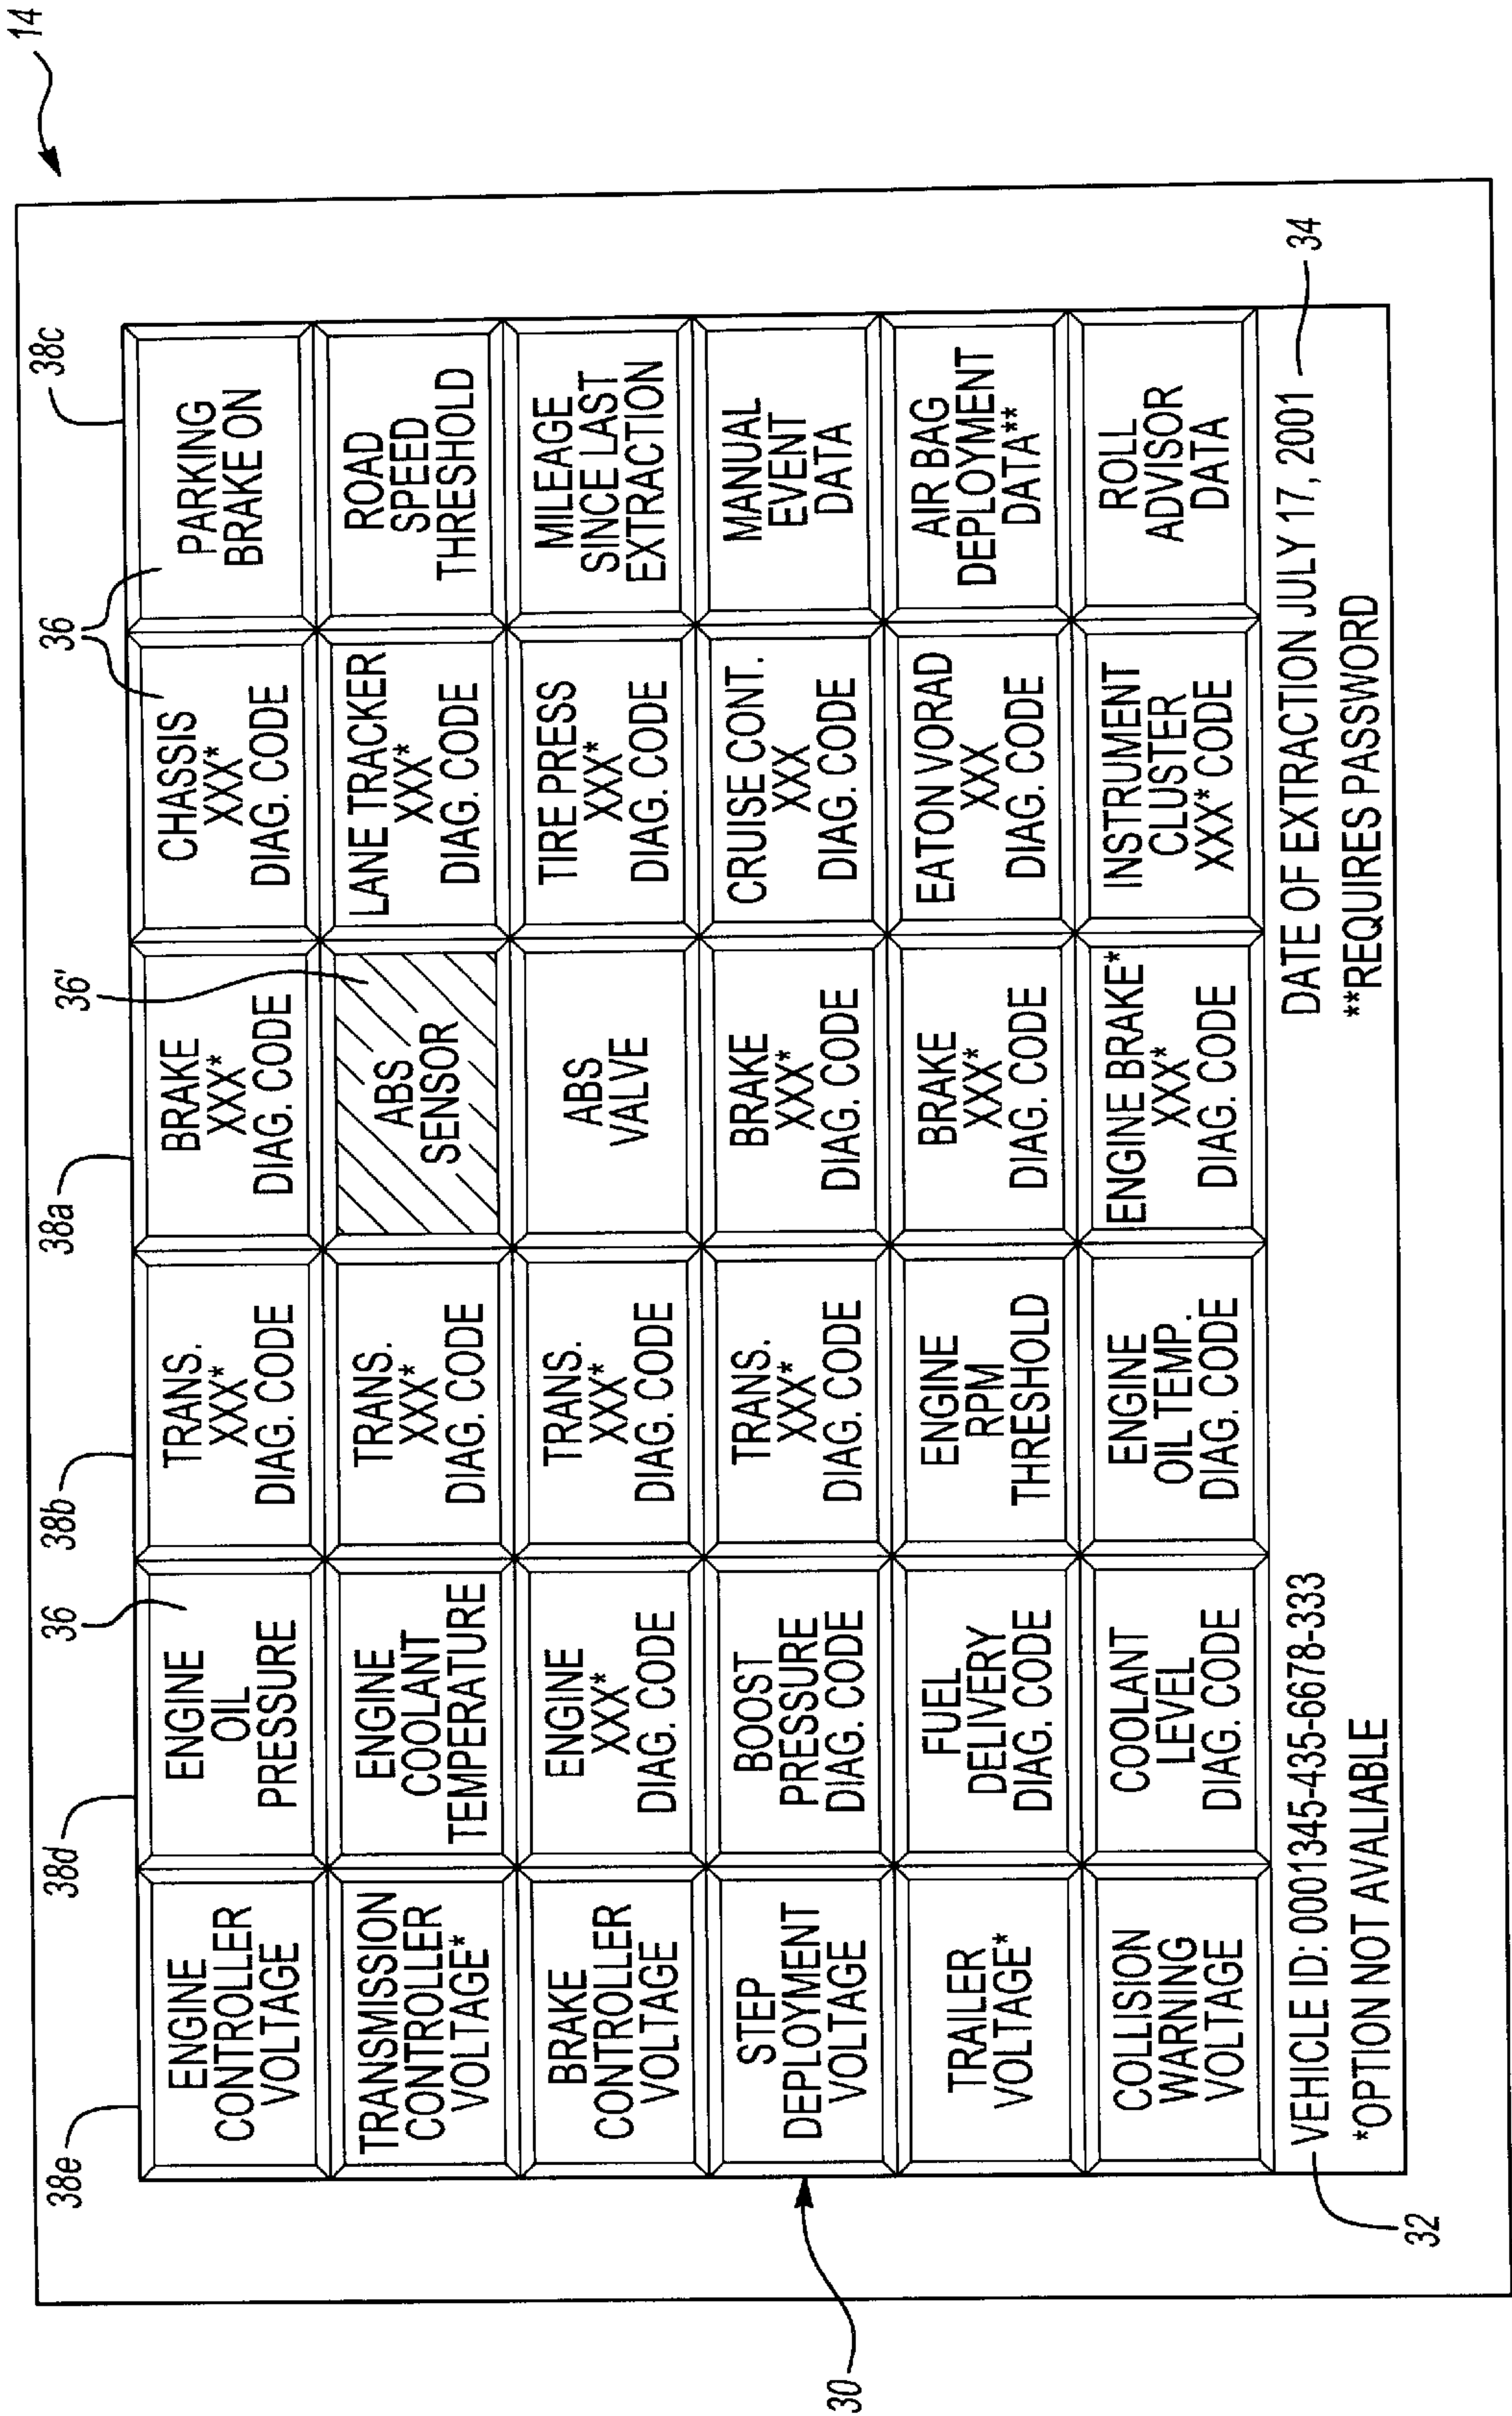 14
38e
38d
36
38b
38a
36'
36
38c
ENGINE
CONTROLLER
VOLTAGE
ENGINE
OIL
PRESSURE
TRANS.
XXX*
DIAG. CODE
BRAKE
XXX*
DIAG. CODE
CHASSIS
XXX*
DIAG. CODE
PARKING
BRAKE ON
TRANSMISSION
CONTROLLER
VOLTAGE*
ENGINE
COOLANT
TEMPERATURE
TRANS.
XXX*
DIAG. CODE
ABS
SENSOR
LANE TRACKER
XXX*
DIAG. CODE
ROAD
SPEED
THRESHOLD
BRAKE
CONTROLLER
VOLTAGE
ENGINE
XXX*
DIAG. CODE
TRANS.
XXX*
DIAG. CODE
ABS
VALVE
TIRE PRESS
XXX*
DIAG. CODE
MILEAGE
SINCE LAST
EXTRACTION
STEP
DEPLOYMENT
VOLTAGE
BOOST
PRESSURE
DIAG. CODE
TRANS.
XXX*
DIAG. CODE
BRAKE
XXX*
DIAG. CODE
CRUISE CONT.
XXX
DIAG. CODE
MANUAL
EVENT
DATA
TRAILER
VOLTAGE*
FUEL
DELIVERY
DIAG. CODE
ENGINE
RPM
THRESHOLD
BRAKE
XXX*
DIAG. CODE
EATON VORAD
XXX
DIAG. CODE
AIR BAG
DEPLOYMENT
DATA**
COLLISION
WARNING
VOLTAGE
COOLANT
LEVEL
DIAG. CODE
ENGINE
OIL TEMP.
DIAG. CODE
ENGINE BRAKE*
XXX*
DIAG. CODE
INSTRUMENT
CLUSTER
XXX* CODE
ROLL
ADVISOR
DATA
VEHICLE ID: 0001345-435-6678-333
DATE OF EXTRACTION JULY 17, 2001
*OPTION NOT AVALIABLE
**REQUIRES PASSWORD
30
32
34